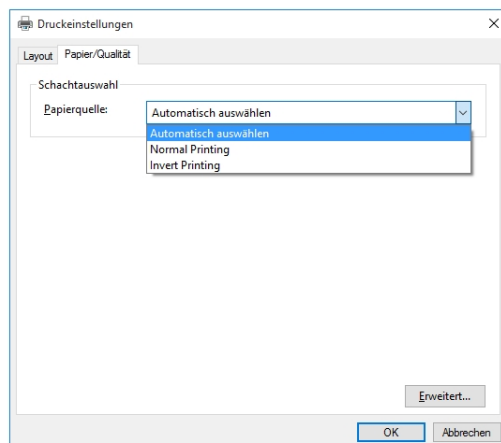 Druckeinstellungen
Layout Papier/Qualität
Schachtauswahl
Papierquelle: Automatisch auswählen
Automatisch auswählen
Normal Printing
Invert Printing
Erweitert...
OK Abbrechen